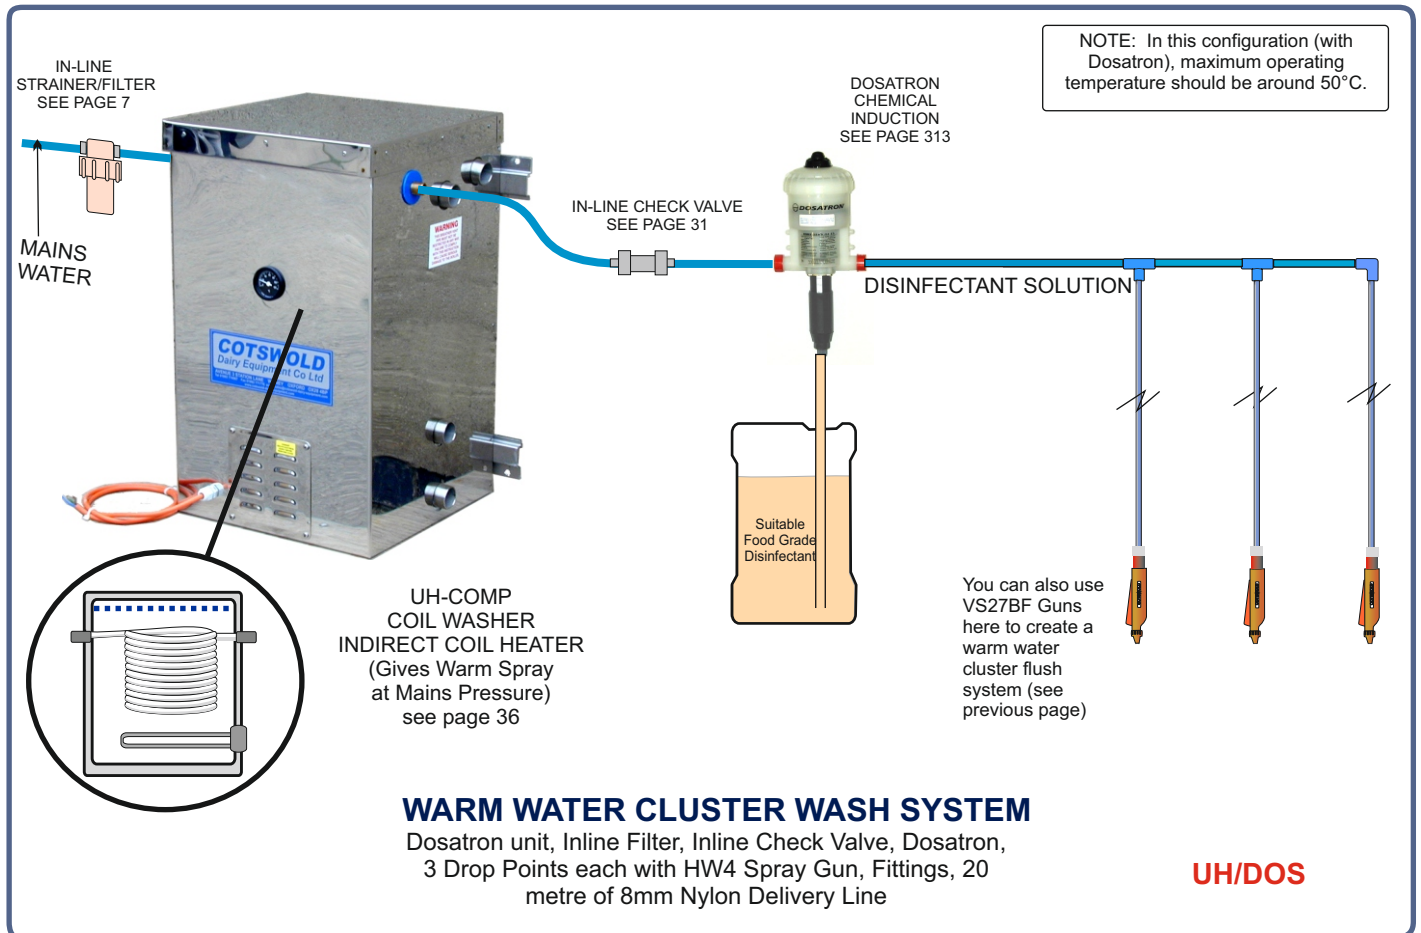 NOTE: In this configuration (with
Dosatron), maximum operating
temperature should be around 50°C.
IN-LINE
STRAINER/FILTER
SEE PAGE 7
DOSATRON
CHEMICAL
INDUCTION
SEE PAGE 313
MAINS
WATER
IN-LINE CHECK VALVE
SEE PAGE 31
WARNING
DOSATRON
DISINFECTANT SOLUTION
COTSWOLD
Dairy Equipment Co Ltd
Suitable
Food Grade
Disinfectant
UH-COMP
COIL WASHER
INDIRECT COIL HEATER
(Gives Warm Spray
at Mains Pressure)
see page 36
You can also use
VS27BF Guns
here to create a
warm water
cluster flush
system (see
previous page)
WARM WATER CLUSTER WASH SYSTEM
Dosatron unit, Inline Filter, Inline Check Valve, Dosatron,
3 Drop Points each with HW4 Spray Gun, Fittings, 20
metre of 8mm Nylon Delivery Line
UH/DOS